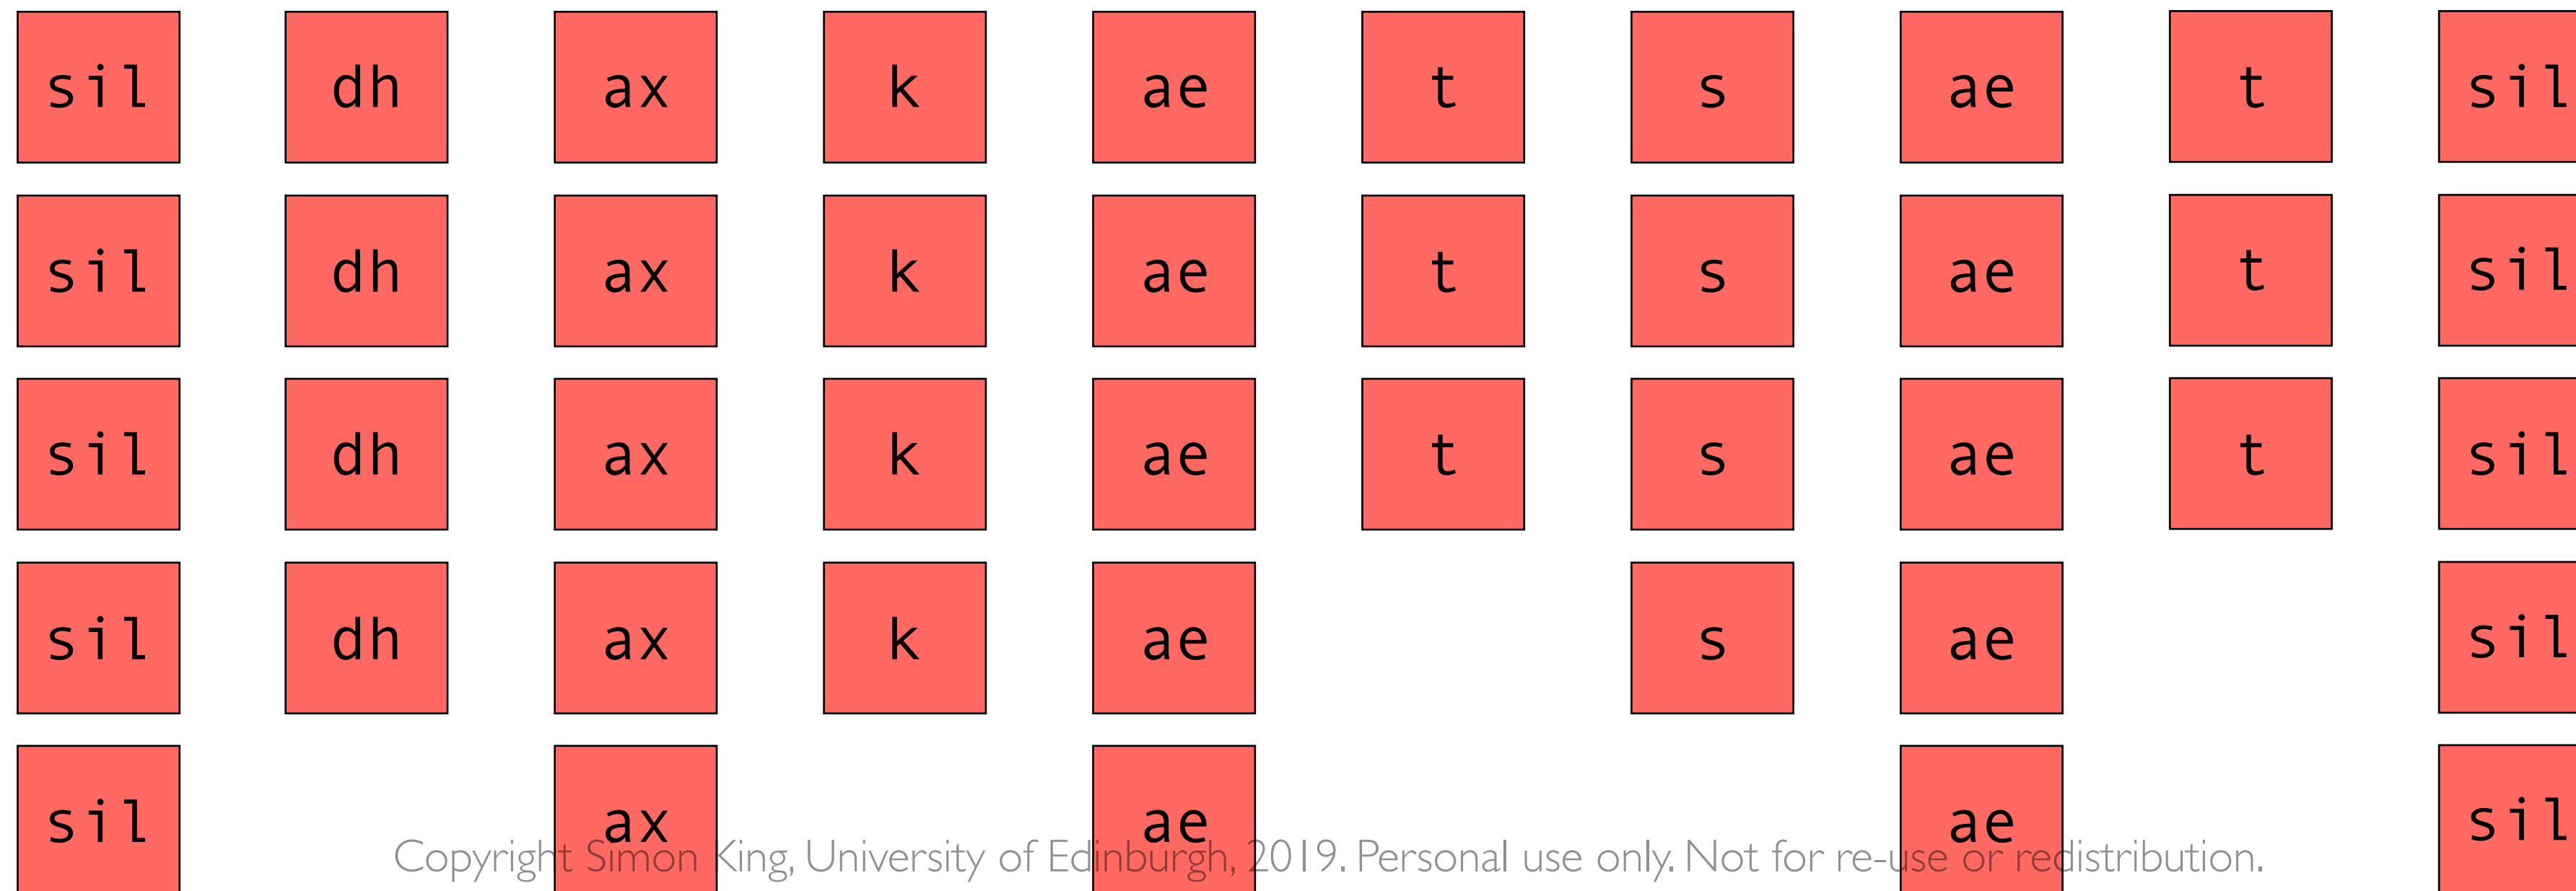 sil dh ax k ae t s ae t sil
sil dh ax k ae t s ae t sil
sil dh ax k ae t s ae t sil
sil dh ax k ae s ae sil
sil ax ae ae sil
Copyright Simon King, University of Edinburgh, 2019. Personal use only. Not for re-use or redistribution.